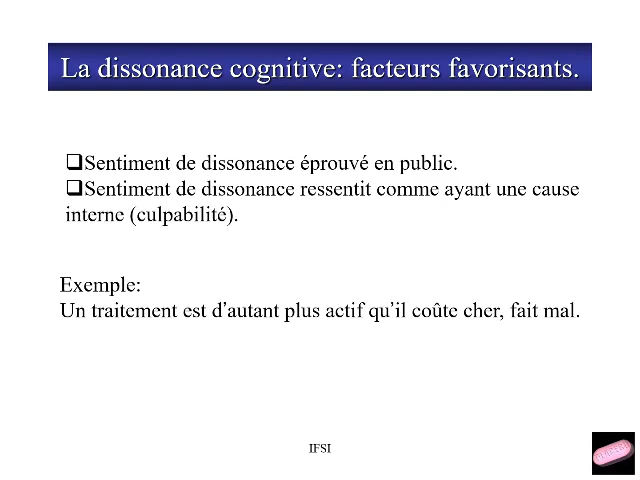 La dissonance cognitive: facteurs favorisants.
❑Sentiment de dissonance éprouvé en public.
❑Sentiment de dissonance ressentit comme ayant une cause
interne (culpabilité).
Exemple:
Un traitement est d’autant plus actif qu’il coûte cher, fait mal.
IFSI